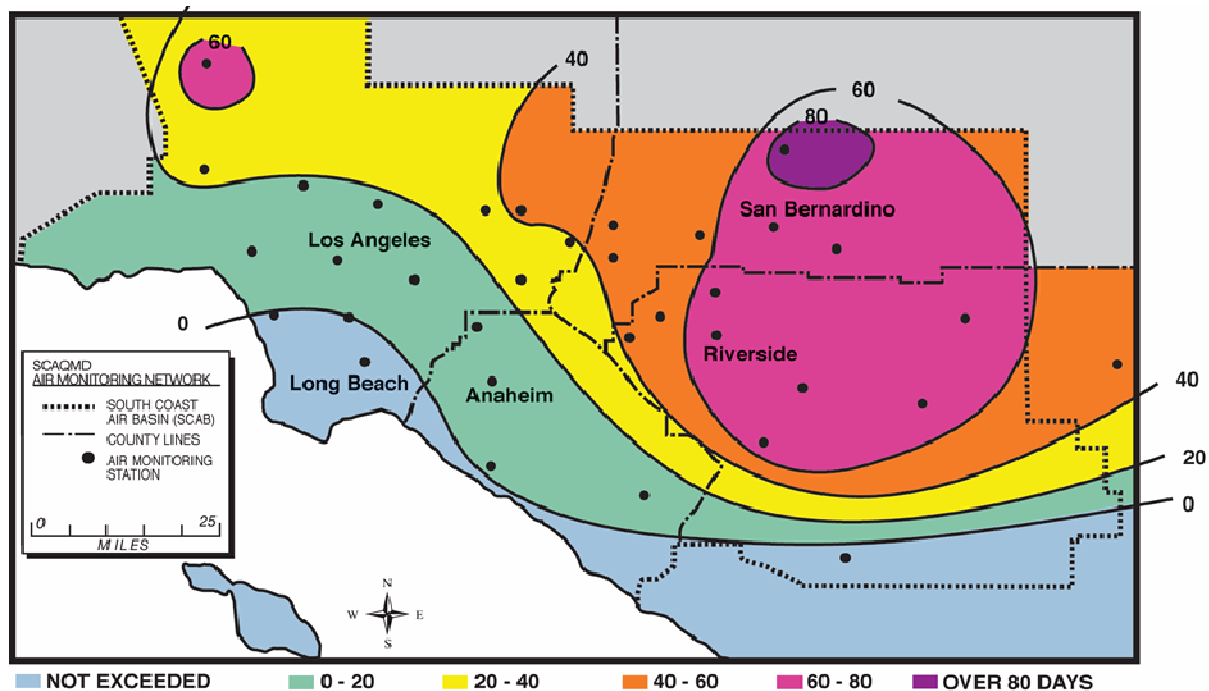 60
40
60
80
San Bernardino
Los Angeles
0
SCAQMD
AIR MONITORING NETWORK
SOUTH COAST
AIR BASIN (SCAB)
COUNTY LINES
AIR MONITORING
STATION
0 25
MILES
Long Beach
Anaheim
Riverside
40
20
0
N
W E
S
NOT EXCEEDED 0 - 20 20 - 40 40 - 60 60 - 80 OVER 80 DAYS